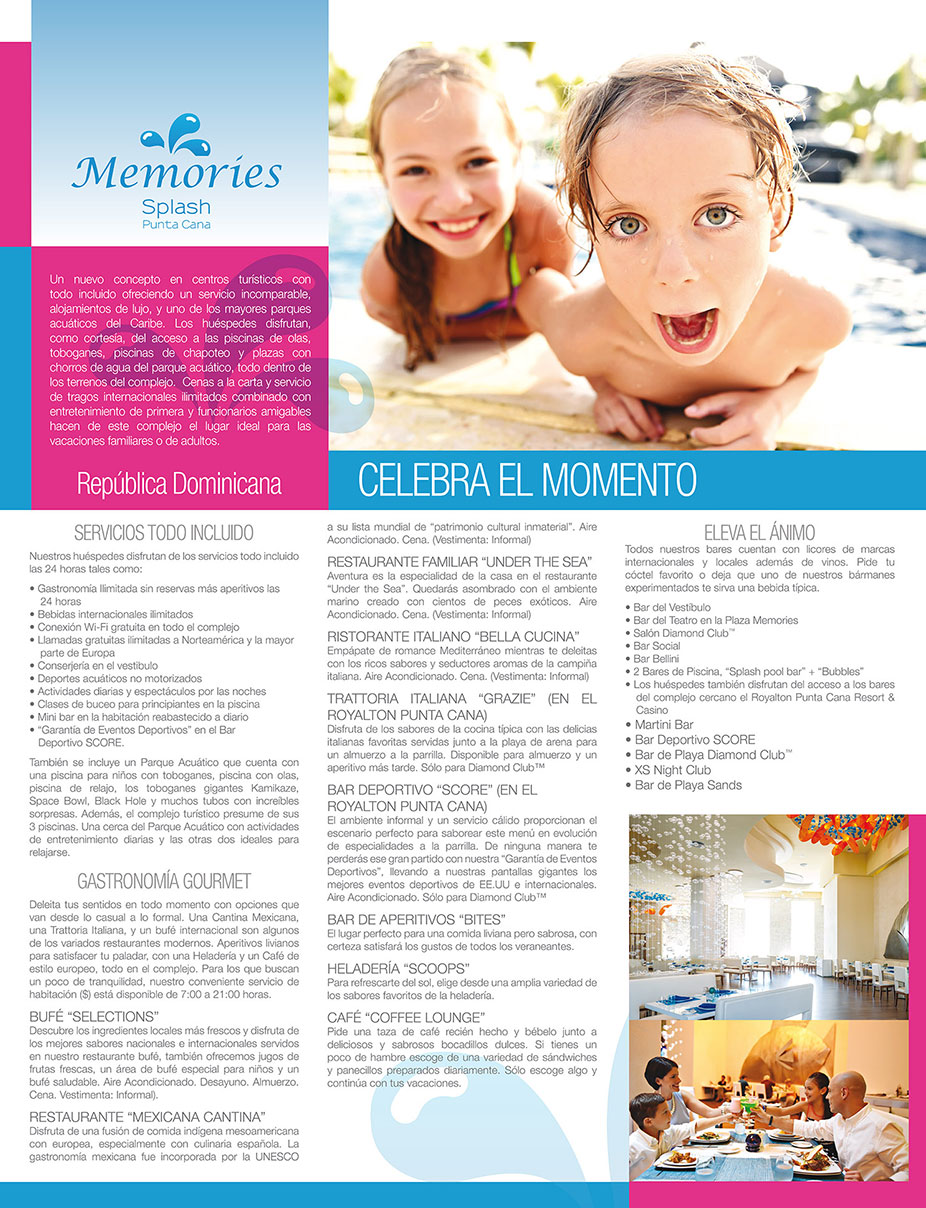 Memories
Splash
Punta Cana
Un nuevo concepto en centros turísticos con
todo incluido ofreciendo un servicio incomparable,
alojamientos de lujo, y uno de los mayores parques
acuáticos del Caribe. Los huéspedes disfrutan,
como cortesía, del acceso a las piscinas de olas,
toboganes, piscinas de chapoteo y plazas con
chorros de agua del parque acuático, todo dentro de
los terrenos del complejo. Cenas a la carta y servicio
de tragos internacionales ilimitados combinado con
entretenimiento de primera y funcionarios amigables
hacen de este complejo el lugar ideal para las
vacaciones familiares o de adultos.
República Dominicana
CELEBRA EL MOMENTO
SERVICIOS TODO INCLUIDO
Nuestros huéspedes disfrutan de los servicios todo incluido
las 24 horas tales como:
• Gastronomía Ilimitada sin reservas más aperitivos las
24 horas
• Bebidas internacionales ilimitados
• Conexión Wi-Fi gratuita en todo el complejo
• Llamadas gratuitas ilimitadas a Norteamérica y la mayor
parte de Europa
• Conserjería en el vestibulo
• Deportes acuáticos no motorizados
• Actividades diarias y espectáculos por las noches
• Clases de buceo para principiantes en la piscina
• Mini bar en la habitación reabastecido a diario
• “Garantía de Eventos Deportivos” en el Bar
Deportivo SCORE.
También se incluye un Parque Acuático que cuenta con
una piscina para niños con toboganes, piscina con olas,
piscina de relajo, los toboganes gigantes Kamikaze,
Space Bowl, Black Hole y muchos tubos con increíbles
sorpresas. Además, el complejo turístico presume de sus
3 piscinas. Una cerca del Parque Acuático con actividades
de entretenimiento diarias y las otras dos ideales para
relajarse.
GASTRONOMÍA GOURMET
Deleita tus sentidos en todo momento con opciones que
van desde lo casual a lo formal. Una Cantina Mexicana,
una Trattoria Italiana, y un bufé internacional son algunos
de los variados restaurantes modernos. Aperitivos livianos
para satisfacer tu paladar, con una Heladería y un Café de
estilo europeo, todo en el complejo. Para los que buscan
un poco de tranquilidad, nuestro conveniente servicio de
habitación ($) está disponible de 7:00 a 21:00 horas.
BUFÉ “SELECTIONS”
Descubre los ingredientes locales más frescos y disfruta de
los mejores sabores nacionales e internacionales servidos
en nuestro restaurante bufé, también ofrecemos jugos de
frutas frescas, un área de bufé especial para niños y un
bufé saludable. Aire Acondicionado. Desayuno. Almuerzo.
Cena. Vestimenta: Informal).
RESTAURANTE “MEXICANA CANTINA”
Disfruta de una fusión de comida indígena mesoamericana
con europea, especialmente con culinaria española. La
gastronomía mexicana fue incorporada por la UNESCO
a su lista mundial de “patrimonio cultural inmaterial”. Aire
Acondicionado. Cena. (Vestimenta: Informal)
RESTAURANTE FAMILIAR “UNDER THE SEA”
Aventura es la especialidad de la casa en el restaurante
“Under the Sea”. Quedarás asombrado con el ambiente
marino creado con cientos de peces exóticos. Aire
Acondicionado. Cena. (Vestimenta: Informal)
RISTORANTE ITALIANO “BELLA CUCINA”
Empápate de romance Mediterráneo mientras te deleitas
con los ricos sabores y seductores aromas de la campiña
italiana. Aire Acondicionado. Cena. (Vestimenta: Informal)
TRATTORIA ITALIANA “GRAZIE” (EN EL
ROYALTON PUNTA CANA)
Disfruta de los sabores de la cocina típica con las delicias
italianas favoritas servidas junto a la playa de arena para
un almuerzo a la parrilla. Disponible para almuerzo y un
aperitivo más tarde. Sólo para Diamond Club™
BAR DEPORTIVO “SCORE” (EN EL
ROYALTON PUNTA CANA)
El ambiente informal y un servicio cálido proporcionan el
escenario perfecto para saborear este menú en evolución
de especialidades a la parrilla. De ninguna manera te
perderás ese gran partido con nuestra “Garantía de Eventos
Deportivos”, llevando a nuestras pantallas gigantes los
mejores eventos deportivos de EE.UU e internacionales.
Aire Acondicionado. Sólo para Diamond Club™
BAR DE APERITIVOS “BITES”
El lugar perfecto para una comida liviana pero sabrosa, con
certeza satisfará los gustos de todos los veraneantes.
HELADERÍA “SCOOPS”
Para refrescarte del sol, elige desde una amplia variedad de
los sabores favoritos de la heladería.
CAFÉ “COFFEE LOUNGE”
Pide una taza de café recién hecho y bébelo junto a
deliciosos y sabrosos bocadillos dulces. Si tienes un
poco de hambre escoge de una variedad de sándwiches
y panecillos preparados diariamente. Sólo escoge algo y
continúa con tus vacaciones.
ELEVA EL ÁNIMO
Todos nuestros bares cuentan con licores de marcas
internacionales y locales además de vinos. Pide tu
cóctel favorito o deja que uno de nuestros bármanes
experimentados te sirva una bebida típica.
• Bar del Vestíbulo
• Bar del Teatro en la Plaza Memories
• Salón Diamond Club™
• Bar Social
• Bar Bellini
• 2 Bares de Piscina, “Splash pool bar” + “Bubbles”
• Los huéspedes también disfrutan del acceso a los bares
del complejo cercano el Royalton Punta Cana Resort &
Casino
• Martini Bar
• Bar Deportivo SCORE
• Bar de Playa Diamond Club™
• XS Night Club
• Bar de Playa Sands